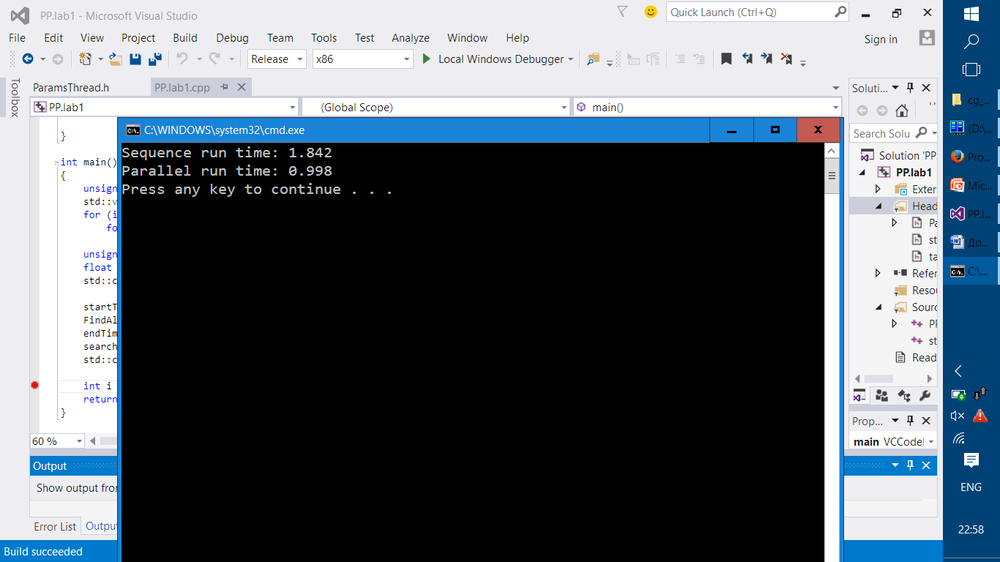 PP.lab1 - Microsoft Visual Studio
Quick Launch (Ctrl+Q)
File Edit View Project Build Debug Team Tools Test Analyze Window Help
Sign in
Release x86 Local Windows Debugger
Toolbox
ParamsThread.h PP.lab1.cpp
PP.lab1 (Global Scope) main()
C:\WINDOWS\system32\cmd.exe
Sequence run time: 1.842
Parallel run time: 0.998
Press any key to continue . . .
}
int main()
{
unsign
std::v
for (i
fo
unsign
float
std::c
startT
FindAl
endTim
search
std::c
int i
return
}
60 %
Output
Show output fro
Error List Outpu
Build succeeded
Soluti...
Search Solu
Solution 'PP
PP.lab1
Exter
Head
Pa
st
ta
Refer
Resou
Sourc
PP
st
Read
Prop...
main VCCodeI
cg_...
{D:\...
Pro...
Mic...
PP.l...
До...
C:\...
ENG
22:58